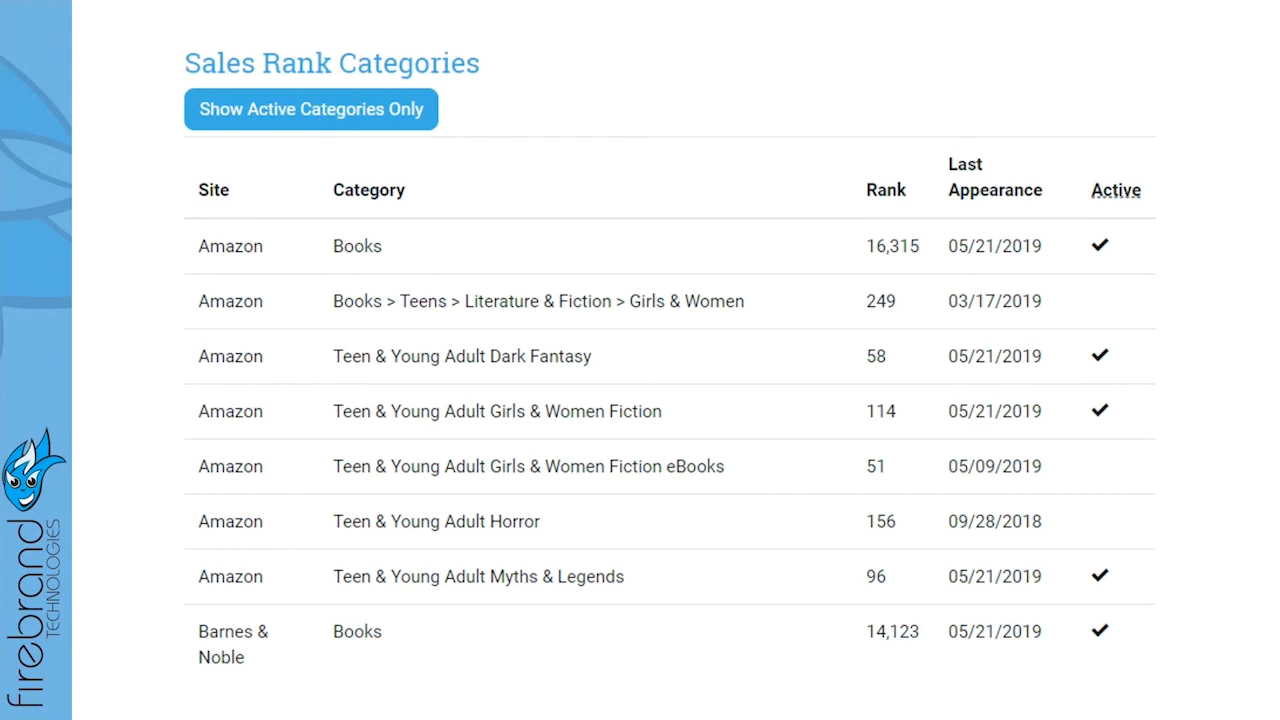 Sales Rank Categories
Show Active Categories Only
Site Category Rank Last Appearance Active
Amazon Books 16,315 05/21/2019 ✔
Amazon Books > Teens > Literature & Fiction > Girls & Women 249 03/17/2019
Amazon Teen & Young Adult Dark Fantasy 58 05/21/2019 ✔
Amazon Teen & Young Adult Girls & Women Fiction 114 05/21/2019 ✔
Amazon Teen & Young Adult Girls & Women Fiction eBooks 51 05/09/2019
Amazon Teen & Young Adult Horror 156 09/28/2018
Amazon Teen & Young Adult Myths & Legends 96 05/21/2019 ✔
Barnes & Noble Books 14,123 05/21/2019 ✔
firebrand
TECHNOLOGIES